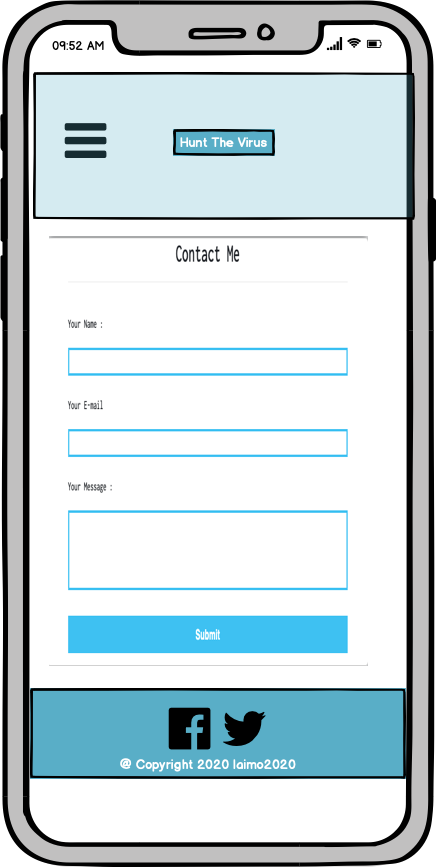 09:52 AM
Hunt The Virus
Contact Me
Your Name :
Your E-mail
Your Message :
Submit
@ Copyright 2020 laimo2020